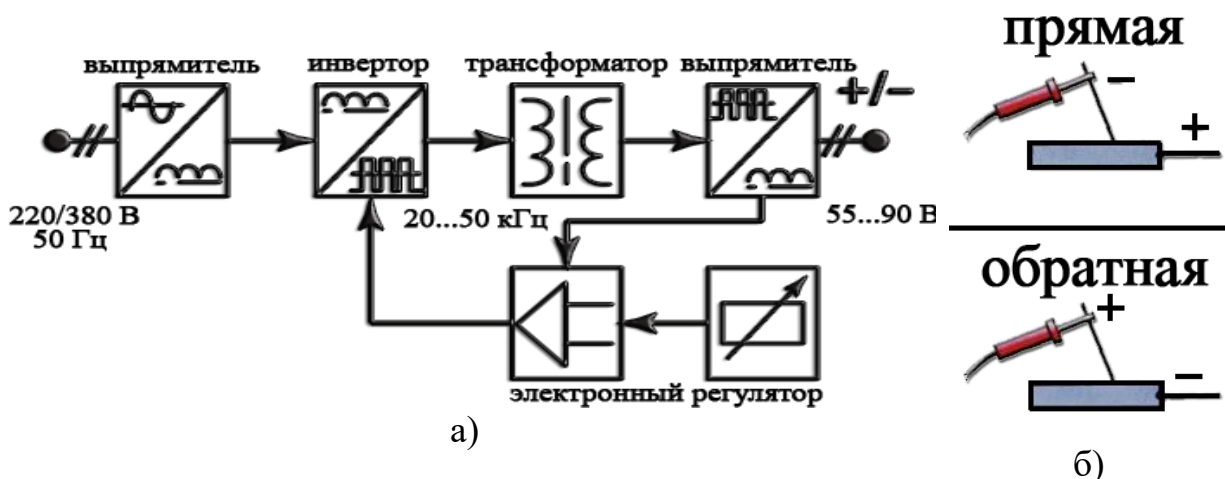 выпрямитель
инвертор
трансформатор
выпрямитель
+/−
220/380 В
50 Гц
20...50 кГц
55...90 В
электронный регулятор
а)
прямая
−
+
обратная
+
−
б)